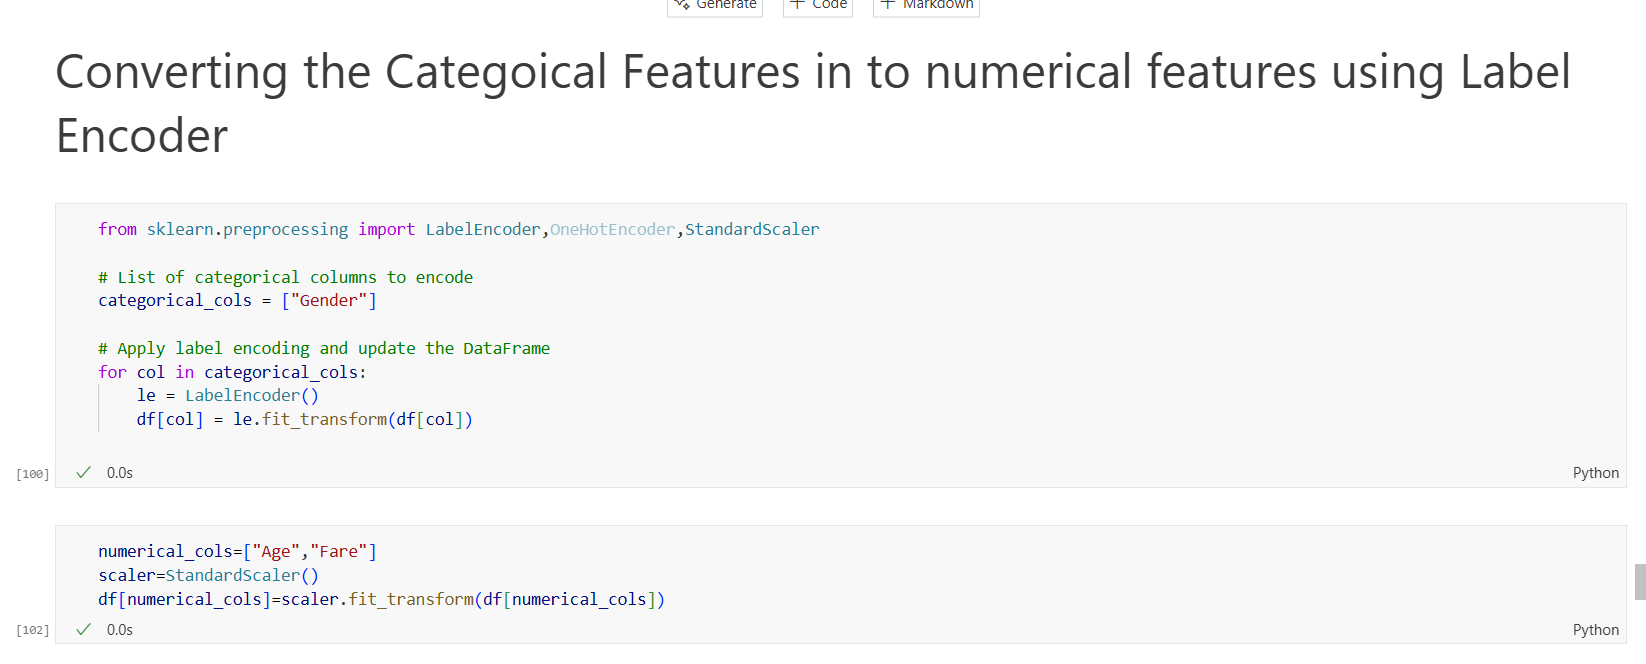 Generate + Code + Markdown
Converting the Categoical Features in to numerical features using Label
Encoder
from sklearn.preprocessing import LabelEncoder,OneHotEncoder,StandardScaler
# List of categorical columns to encode
categorical_cols = ["Gender"]
# Apply label encoding and update the DataFrame
for col in categorical_cols:
    le = LabelEncoder()
    df[col] = le.fit_transform(df[col])
[100] ✓ 0.0s Python
numerical_cols=["Age","Fare"]
scaler=StandardScaler()
df[numerical_cols]=scaler.fit_transform(df[numerical_cols])
[102] ✓ 0.0s Python